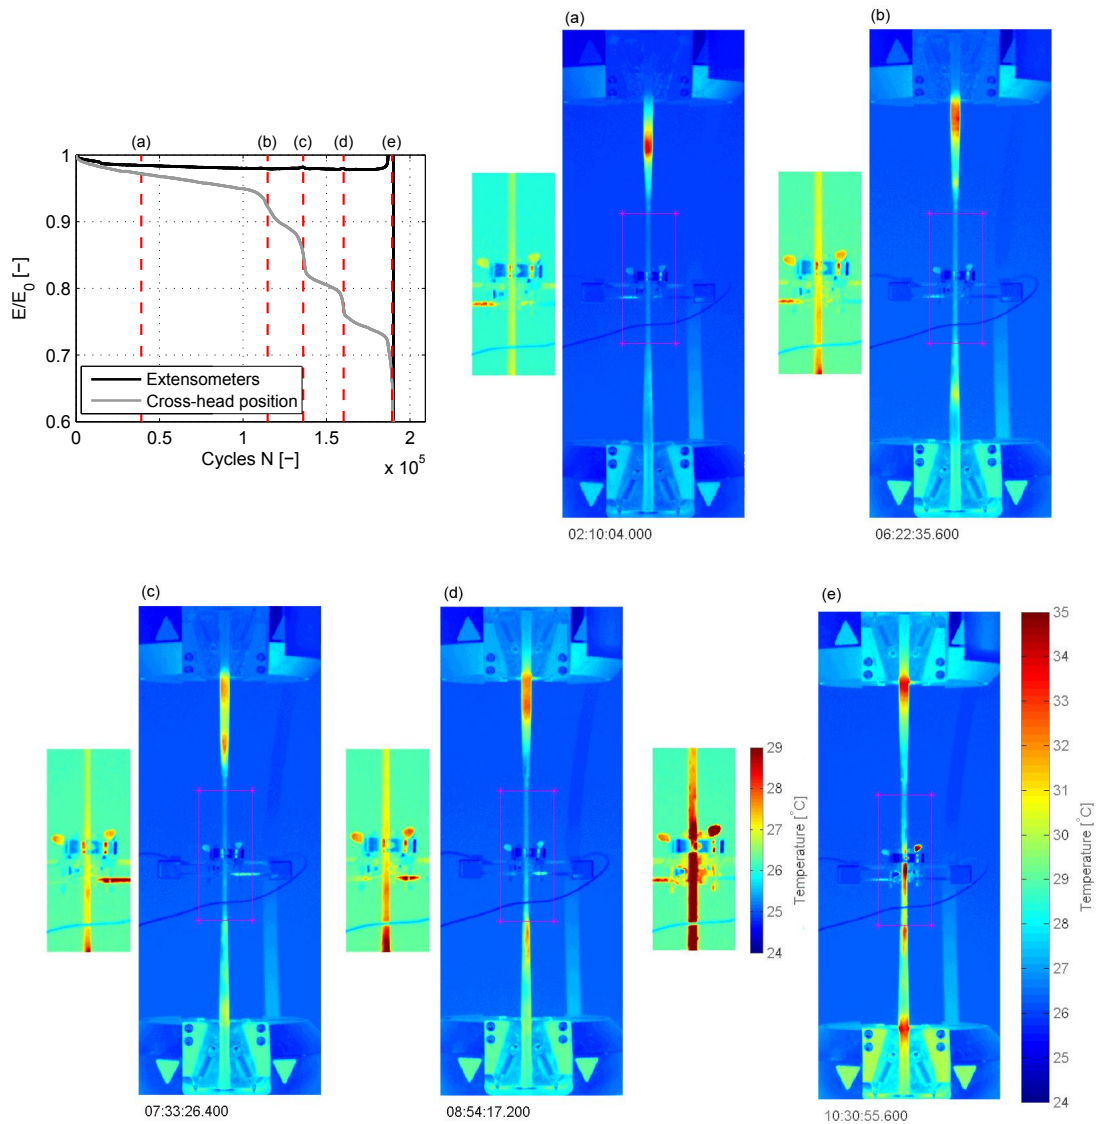 (a)
(b)
(a)
(b)
(c)
(d)
(e)
1
0.9
0.8
0.7
0.6
E/E0 [−]
Extensometers
Cross-head position
0
0.5
1
1.5
2
Cycles N [−]
x 10^5
02:10:04.000
06:22:35.600
(c)
(d)
(e)
29
28
27
26
25
24
Temperature [°C]
35
34
33
32
31
30
29
28
27
26
25
24
Temperature [°C]
07:33:26.400
08:54:17.200
10:30:55.600